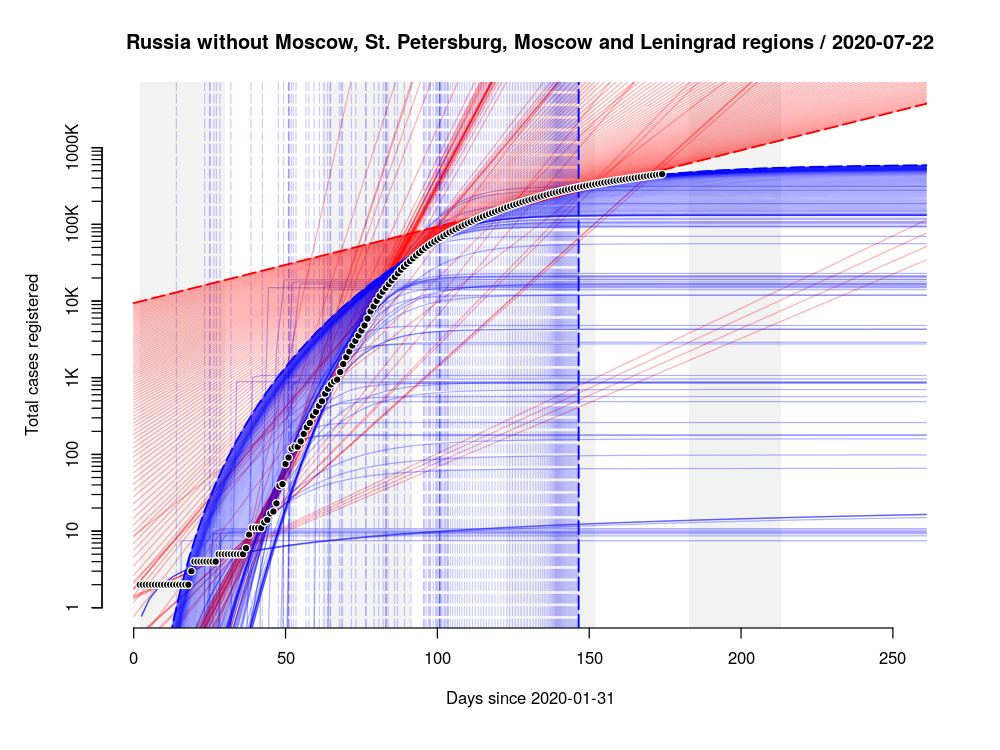 Russia without Moscow, St. Petersburg, Moscow and Leningrad regions / 2020-07-22
Total cases registered
1000K
100K
10K
1K
100
10
1
0 50 100 150 200 250
Days since 2020-01-31